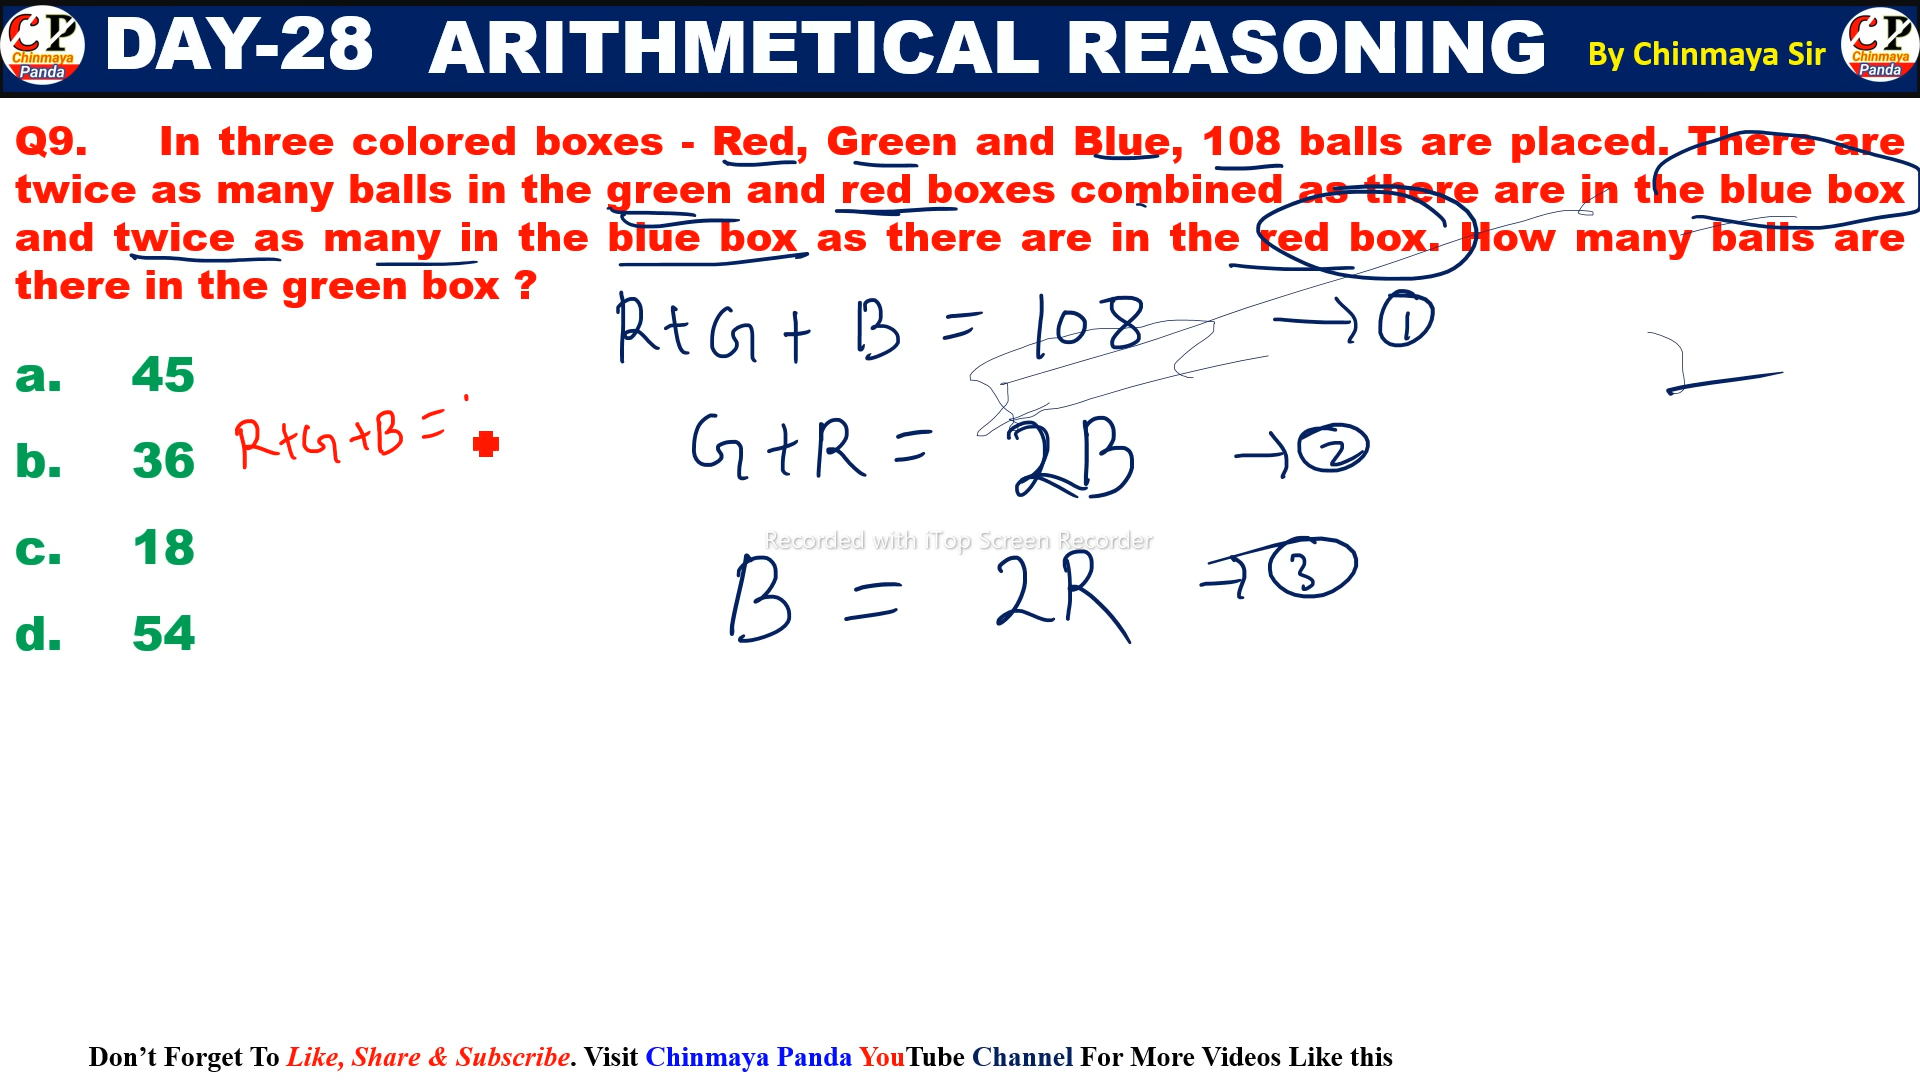 CP Chinmaya Panda DAY-28 ARITHMETICAL REASONING By Chinmaya Sir CP Chinmaya Panda
Q9. In three colored boxes - Red, Green and Blue, 108 balls are placed. There are
twice as many balls in the green and red boxes combined as there are in the blue box
and twice as many in the blue box as there are in the red box. How many balls are
there in the green box ?
R+G+B = 108 → 1
a. 45
R+G+B =
G+R = 2B → 2
b. 36
Recorded with iTop Screen Recorder
c. 18
B = 2R → 3
d. 54
Don’t Forget To Like, Share & Subscribe. Visit Chinmaya Panda YouTube Channel For More Videos Like this